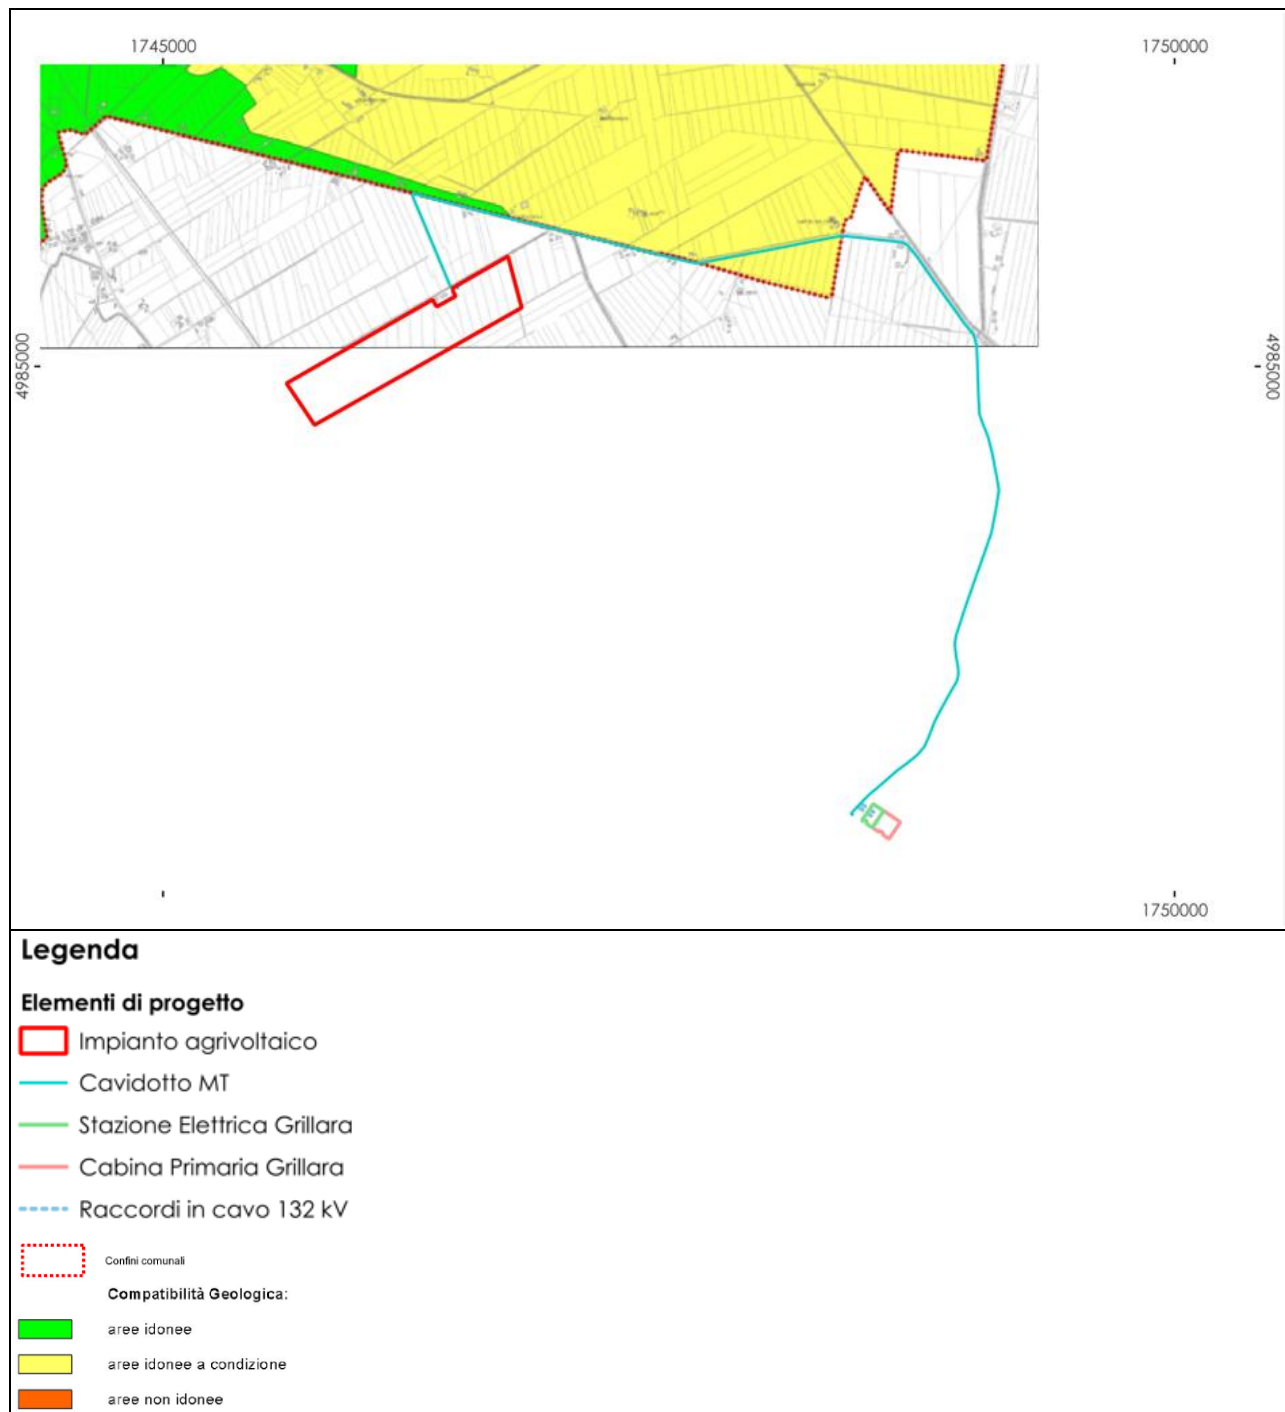 1745000 1750000
4985000 4985000
1750000
Legenda
Elementi di progetto
Impianto agrivoltaico
Cavidotto MT
Stazione Elettrica Grillara
Cabina Primaria Grillara
Raccordi in cavo 132 kV
Confini comunali
Compatibilità Geologica:
aree idonee
aree idonee a condizione
aree non idonee